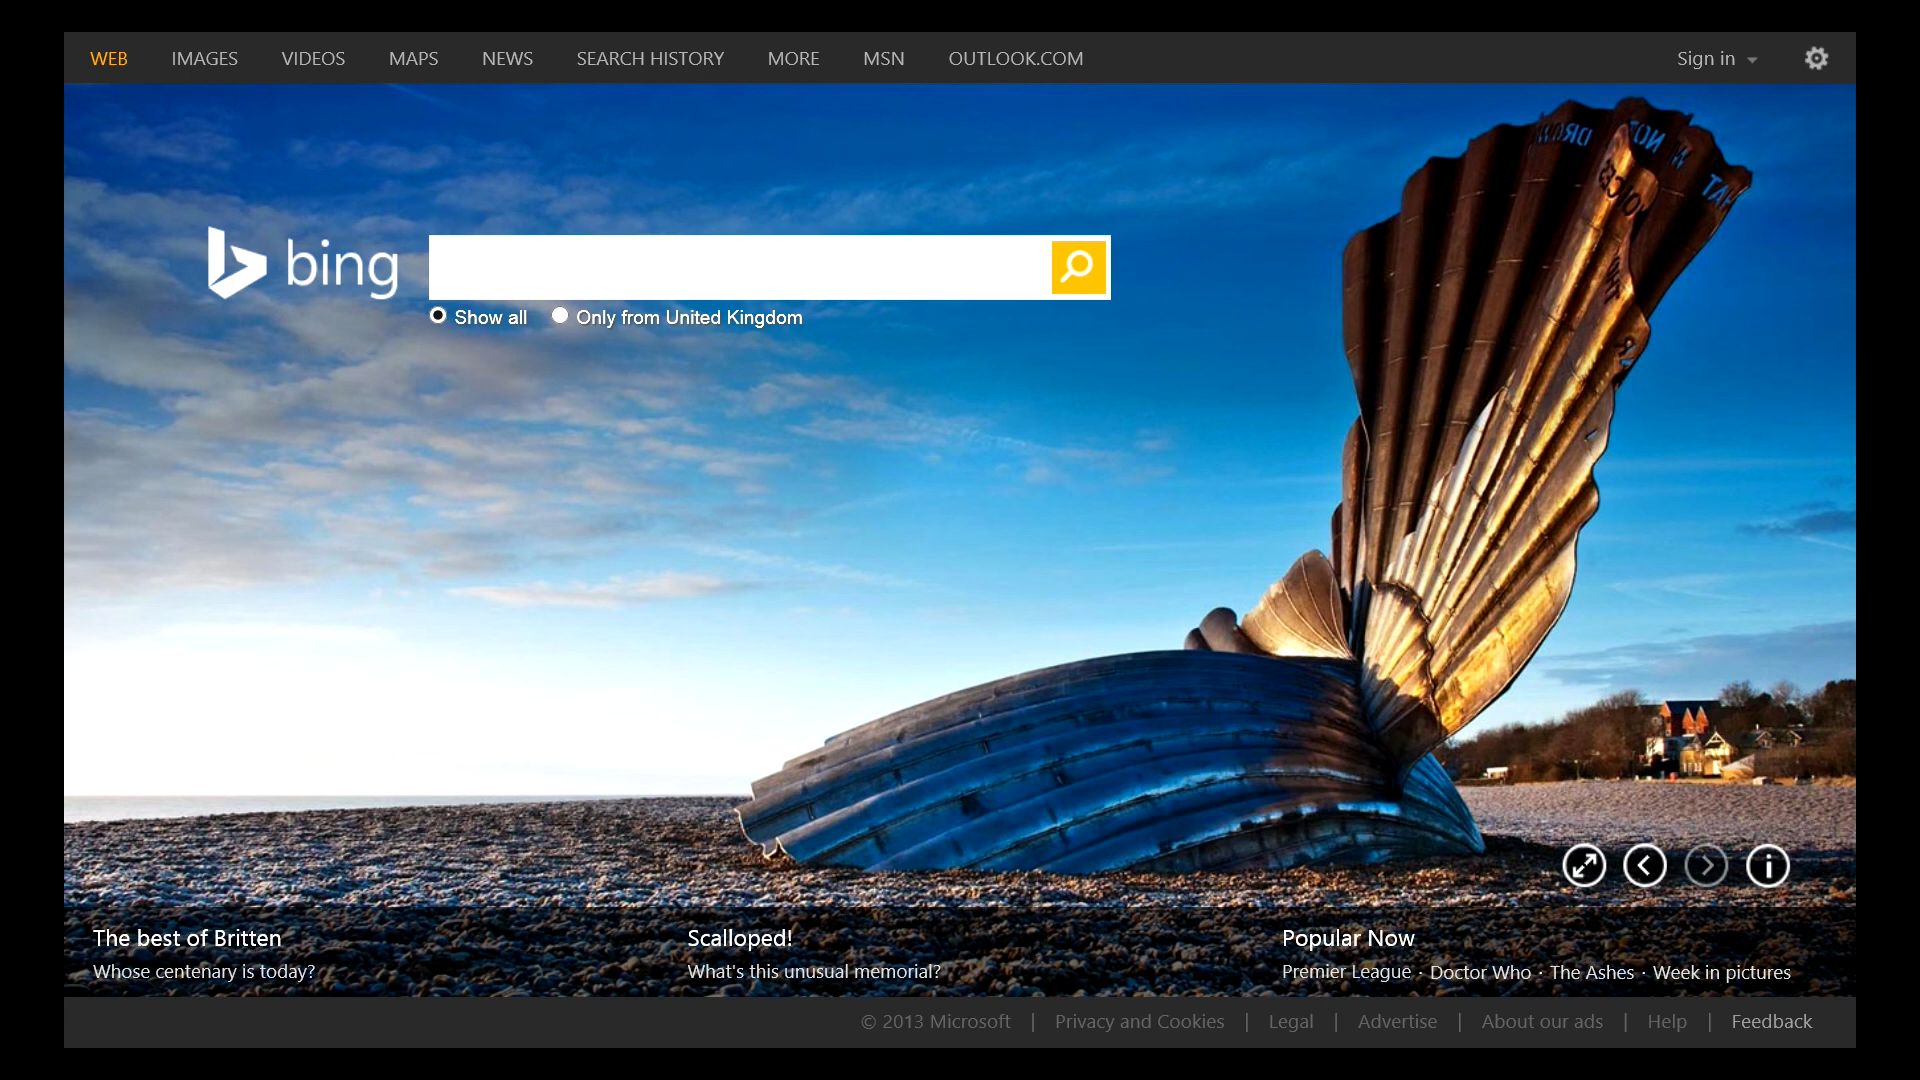 WEB IMAGES VIDEOS MAPS NEWS SEARCH HISTORY MORE MSN OUTLOOK.COM Sign in
bing
Show all Only from United Kingdom
The best of Britten
Whose centenary is today?
Scalloped!
What's this unusual memorial?
Popular Now
Premier League · Doctor Who · The Ashes · Week in pictures
© 2013 Microsoft | Privacy and Cookies | Legal | Advertise | About our ads | Help | Feedback